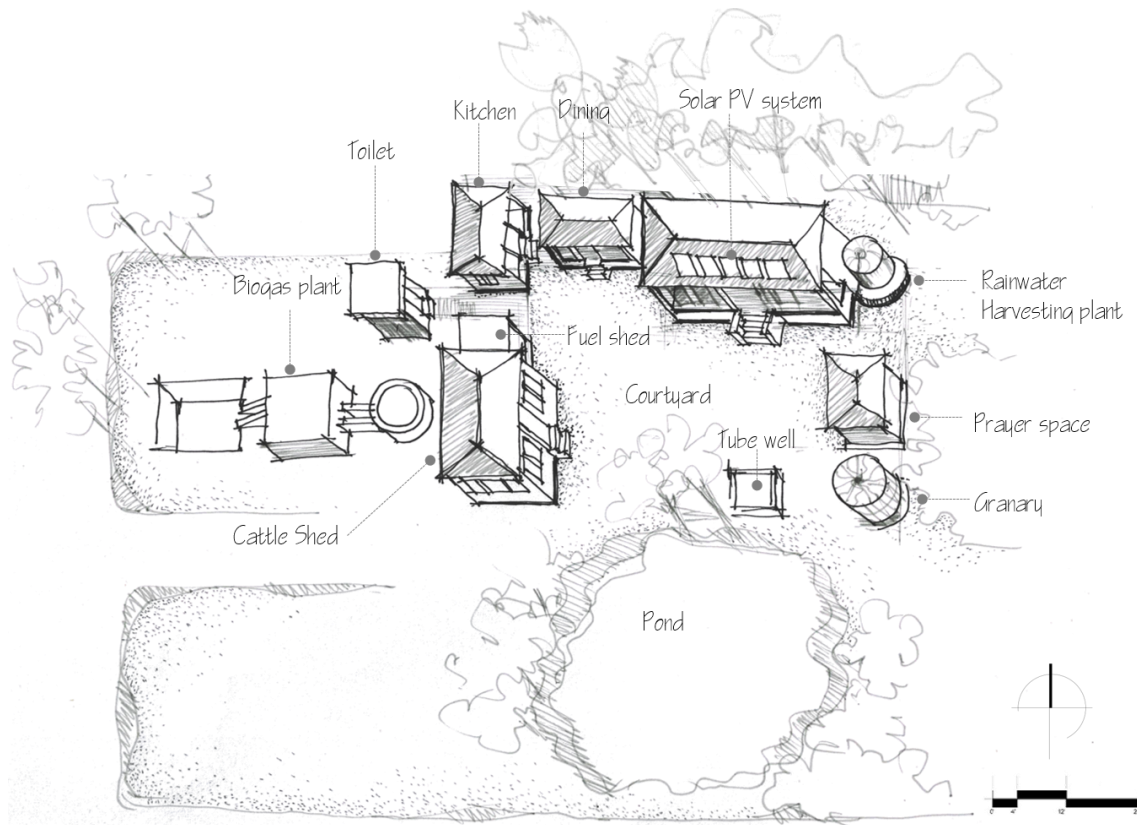 Solar PV system
Kitchen
Dining
Toilet
Biogas plant
Rainwater
Harvesting plant
Fuel shed
Courtyard
Prayer space
Tube well
Granary
Cattle Shed
Pond